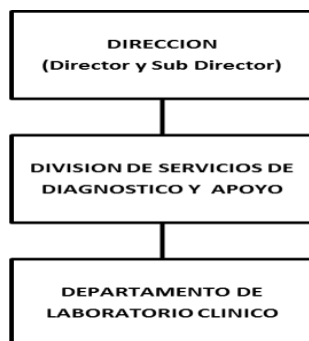 DIRECCION
(Director y Sub Director)
DIVISION DE SERVICIOS DE
DIAGNOSTICO Y APOYO
DEPARTAMENTO DE
LABORATORIO CLINICO